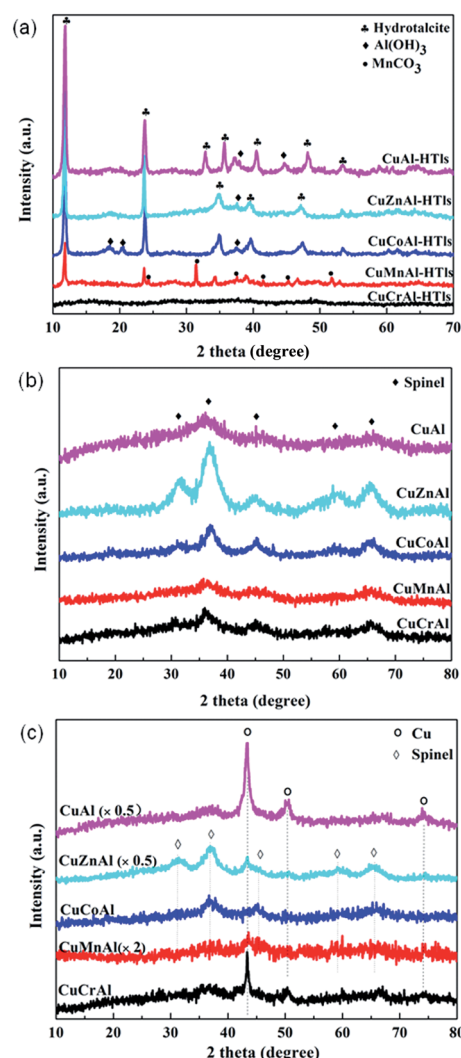 (a)
♣ Hydrotalcite
♦ Al(OH)3
● MnCO3
CuAl-HTls
CuZnAl-HTls
CuCoAl-HTls
CuMnAl-HTls
CuCrAl-HTls
Intensity (a.u.)
10 20 30 40 50 60 70
2 theta (degree)
(b)
♦ Spinel
CuAl
CuZnAl
CuCoAl
CuMnAl
CuCrAl
Intensity (a.u.)
10 20 30 40 50 60 70 80
2 theta (degree)
(c)
o Cu
◊ Spinel
CuAl (× 0.5)
CuZnAl (× 0.5)
CuCoAl
CuMnAl(× 2)
CuCrAl
Intensity (a.u.)
10 20 30 40 50 60 70 80
2 theta (degree)